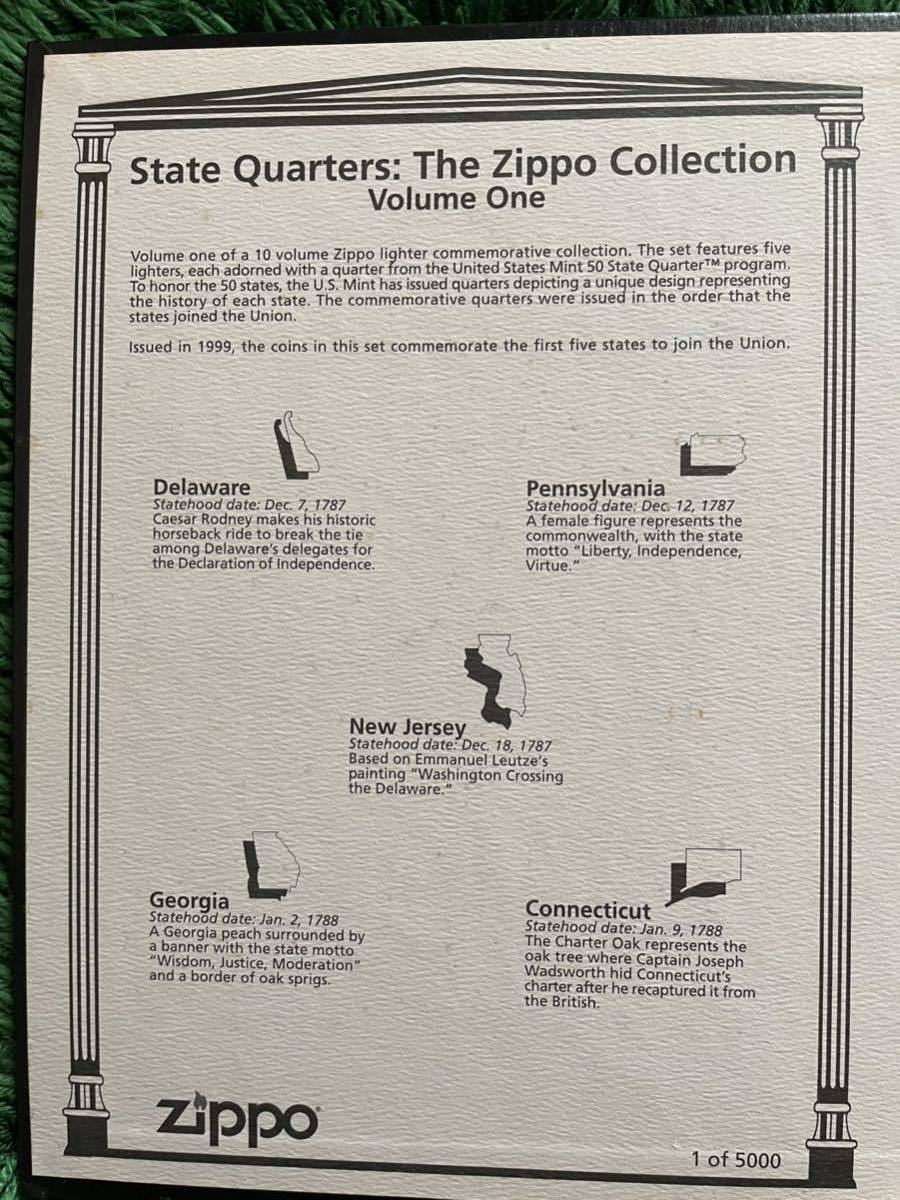 State Quarters: The Zippo Collection
Volume One
Volume one of a 10 volume Zippo lighter commemorative collection. The set features five
lighters, each adorned with a quarter from the United States Mint 50 State Quarter™ program.
To honor the 50 states, the U.S. Mint has issued quarters depicting a unique design representing
the history of each state. The commemorative quarters were issued in the order that the
states joined the Union.
Issued in 1999, the coins in this set commemorate the first five states to join the Union.
Delaware
Statehood date: Dec. 7, 1787
Caesar Rodney makes his historic
horseback ride to break the tie
among Delaware's delegates for
the Declaration of Independence.
Pennsylvania
Statehood date: Dec. 12, 1787
A female figure represents the
commonwealth, with the state
motto "Liberty, Independence,
Virtue."
New Jersey
Statehood date: Dec. 18, 1787
Based on Emmanuel Leutze's
painting "Washington Crossing
the Delaware."
Georgia
Statehood date: Jan. 2, 1788
A Georgia peach surrounded by
a banner with the state motto
"Wisdom, Justice, Moderation"
and a border of oak sprigs.
Connecticut
Statehood date: Jan. 9, 1788
The Charter Oak represents the
oak tree where Captain Joseph
Wadsworth hid Connecticut's
charter after he recaptured it from
the British.
zippo
1 of 5000